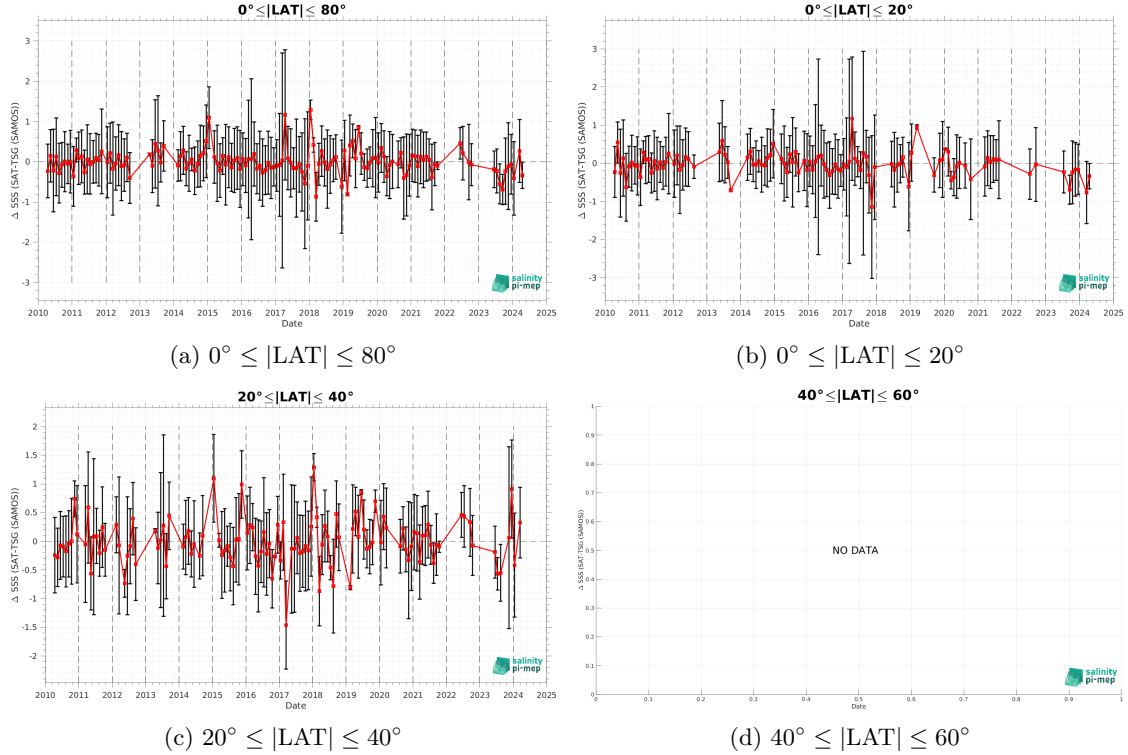 0°≤|LAT|≤ 80°
Δ SSS (SAT-TSG (SAMOS))
3
2
1
0
-1
-2
-3
2010 2011 2012 2013 2014 2015 2016 2017 2018 2019 2020 2021 2022 2023 2024 2025
Date
salinity
pi-mep
(a) 0° ≤ |LAT| ≤ 80°
0°≤|LAT|≤ 20°
Δ SSS (SAT-TSG (SAMOS))
3
2
1
0
-1
-2
-3
2010 2011 2012 2013 2014 2015 2016 2017 2018 2019 2020 2021 2022 2023 2024 2025
Date
salinity
pi-mep
(b) 0° ≤ |LAT| ≤ 20°
20°≤|LAT|≤ 40°
Δ SSS (SAT-TSG (SAMOS))
2
1.5
1
0.5
0
-0.5
-1
-1.5
-2
2010 2011 2012 2013 2014 2015 2016 2017 2018 2019 2020 2021 2022 2023 2024 2025
Date
salinity
pi-mep
(c) 20° ≤ |LAT| ≤ 40°
40°≤|LAT|≤ 60°
Δ SSS (SAT-TSG (SAMOS))
1
0.9
0.8
0.7
0.6
0.5
0.4
0.3
0.2
0.1
0
NO DATA
0 0.1 0.2 0.3 0.4 0.5 0.6 0.7 0.8 0.9 1
Date
salinity
pi-mep
(d) 40° ≤ |LAT| ≤ 60°